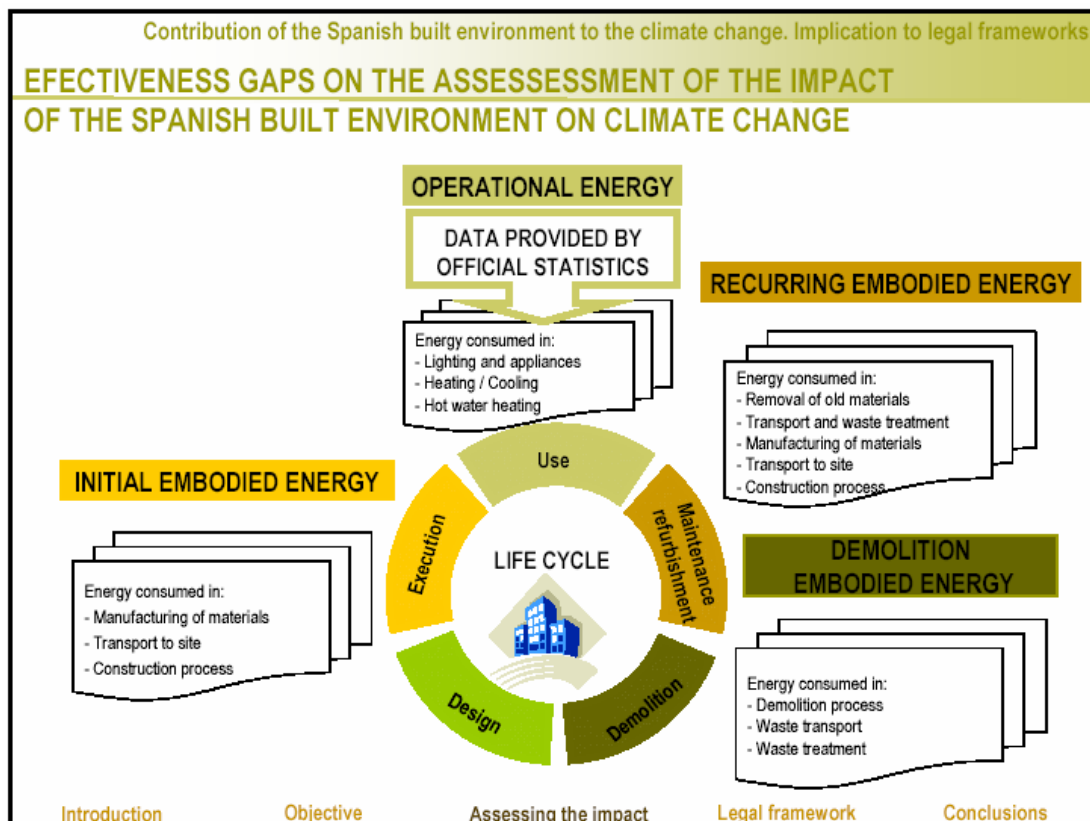 Contribution of the Spanish built environment to the climate change. Implication to legal frameworks
EFECTIVENESS GAPS ON THE ASSESSESSMENT OF THE IMPACT
OF THE SPANISH BUILT ENVIRONMENT ON CLIMATE CHANGE
OPERATIONAL ENERGY
DATA PROVIDED BY
OFFICIAL STATISTICS
Energy consumed in:
- Lighting and appliances
- Heating / Cooling
- Hot water heating
RECURRING EMBODIED ENERGY
Energy consumed in:
- Removal of old materials
- Transport and waste treatment
- Manufacturing of materials
- Transport to site
- Construction process
INITIAL EMBODIED ENERGY
Energy consumed in:
- Manufacturing of materials
- Transport to site
- Construction process
Use
Execution
Maintenance
refurbishment
LIFE CYCLE
Design
Demolition
DEMOLITION
EMBODIED ENERGY
Energy consumed in:
- Demolition process
- Waste transport
- Waste treatment
Introduction
Objective
Assessing the impact
Legal framework
Conclusions